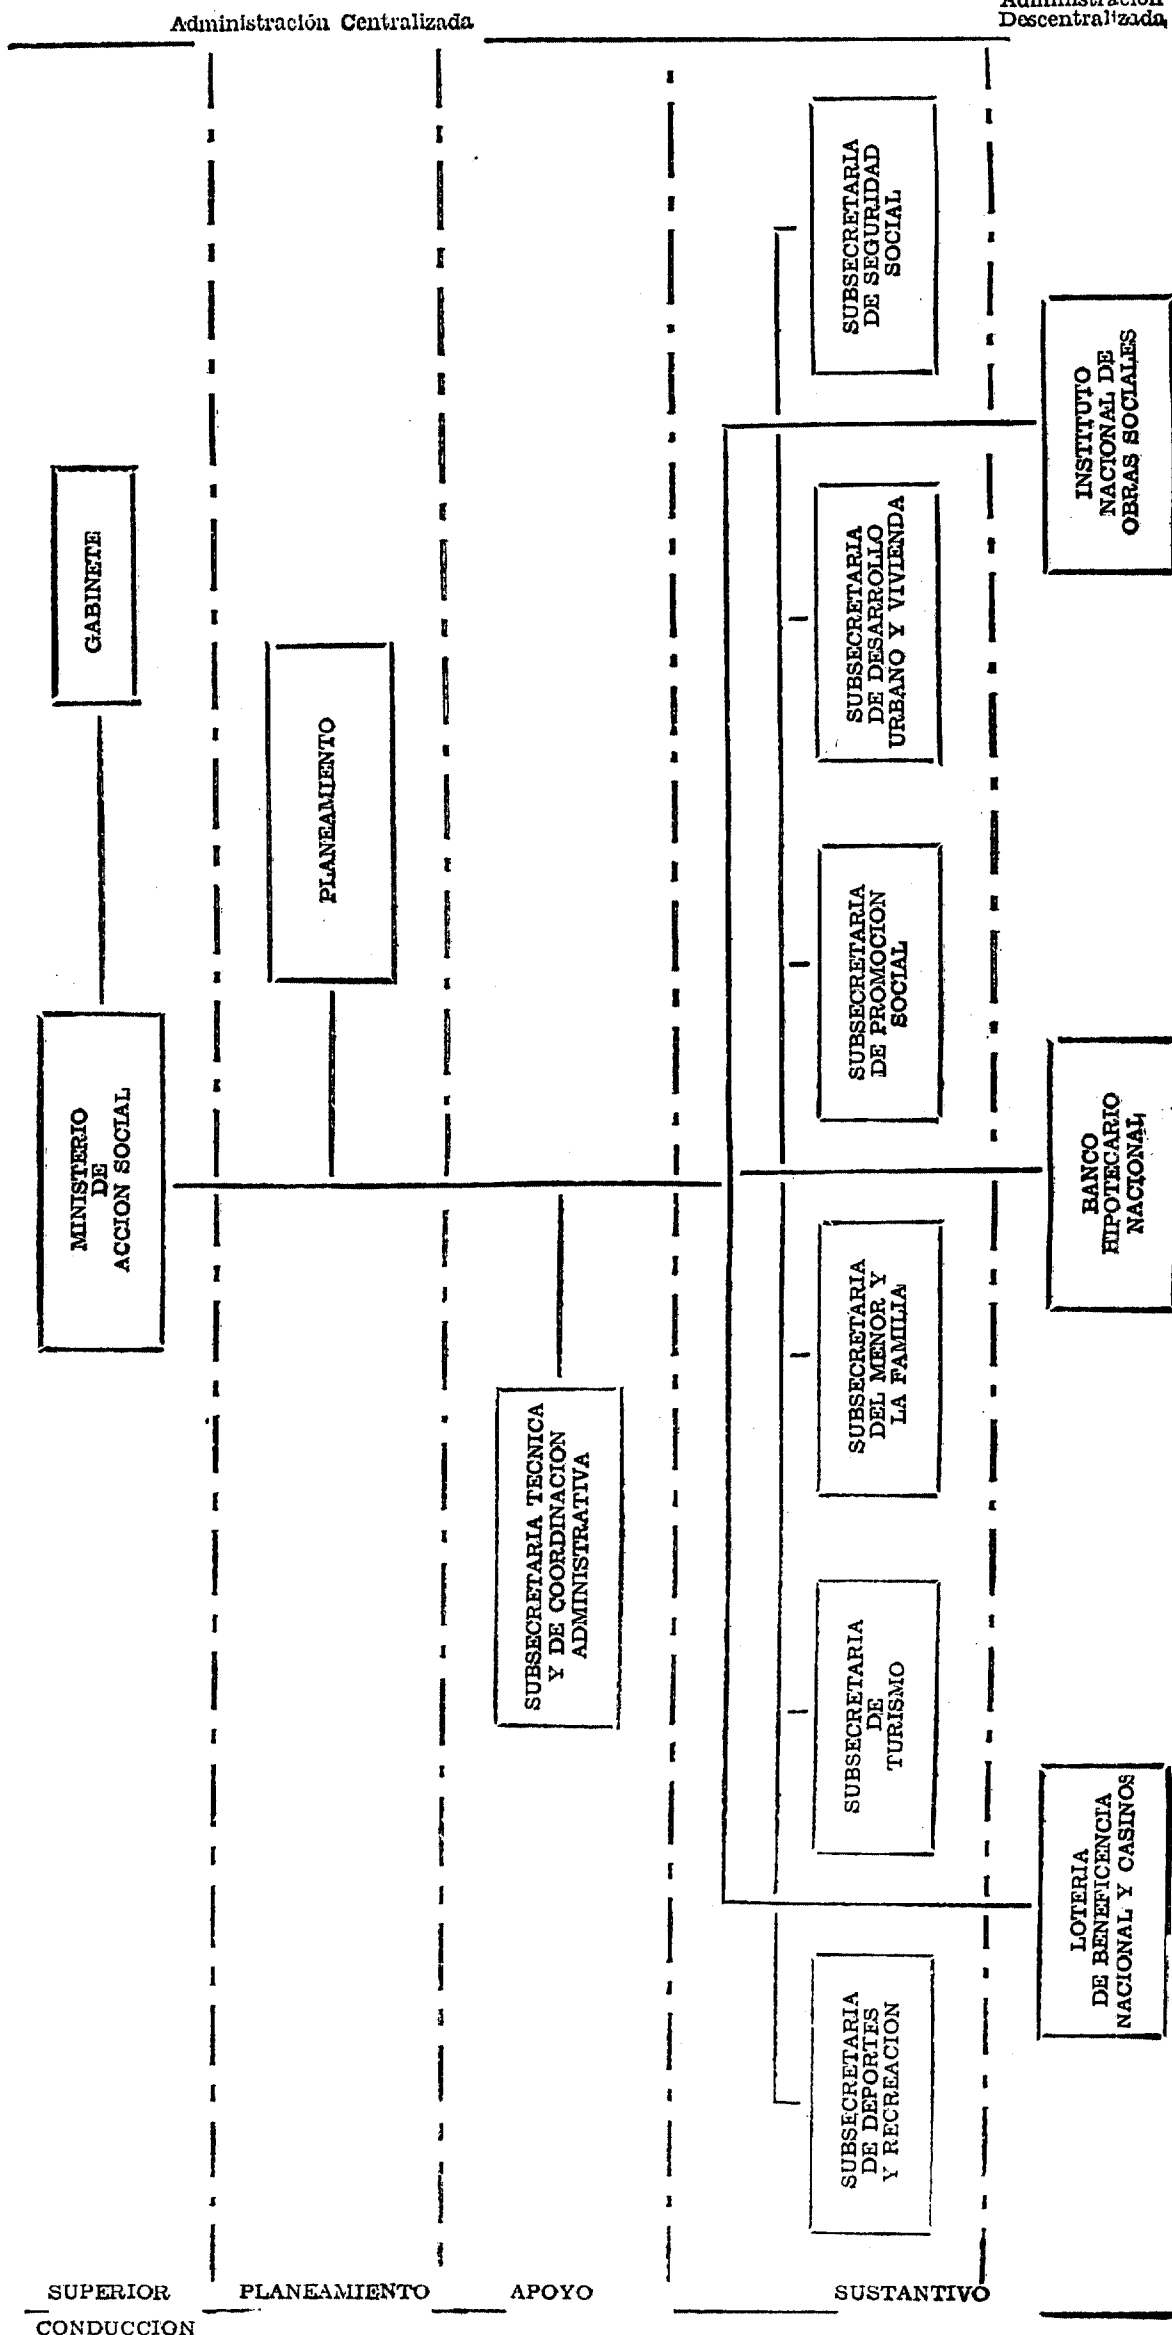 Administración Centralizada
Administración
Descentralizada
GABINETE
MINISTERIO
DE
ACCION SOCIAL
PLANEAMIENTO
SUBSECRETARIA TECNICA
Y DE COORDINACION
ADMINISTRATIVA
SUBSECRETARIA
DE SEGURIDAD
SOCIAL
SUBSECRETARIA
DE DESARROLLO
URBANO Y VIVIENDA
SUBSECRETARIA
DE PROMOCION
SOCIAL
SUBSECRETARIA
DEL MENOR Y
LA FAMILIA
SUBSECRETARIA
DE
TURISMO
SUBSECRETARIA
DE DEPORTES
Y RECREACION
INSTITUTO
NACIONAL DE
OBRAS SOCIALES
BANCO
HIPOTECARIO
NACIONAL
LOTERIA
DE BENEFICENCIA
NACIONAL Y CASINOS
SUPERIOR
CONDUCCION
PLANEAMIENTO
APOYO
SUSTANTIVO